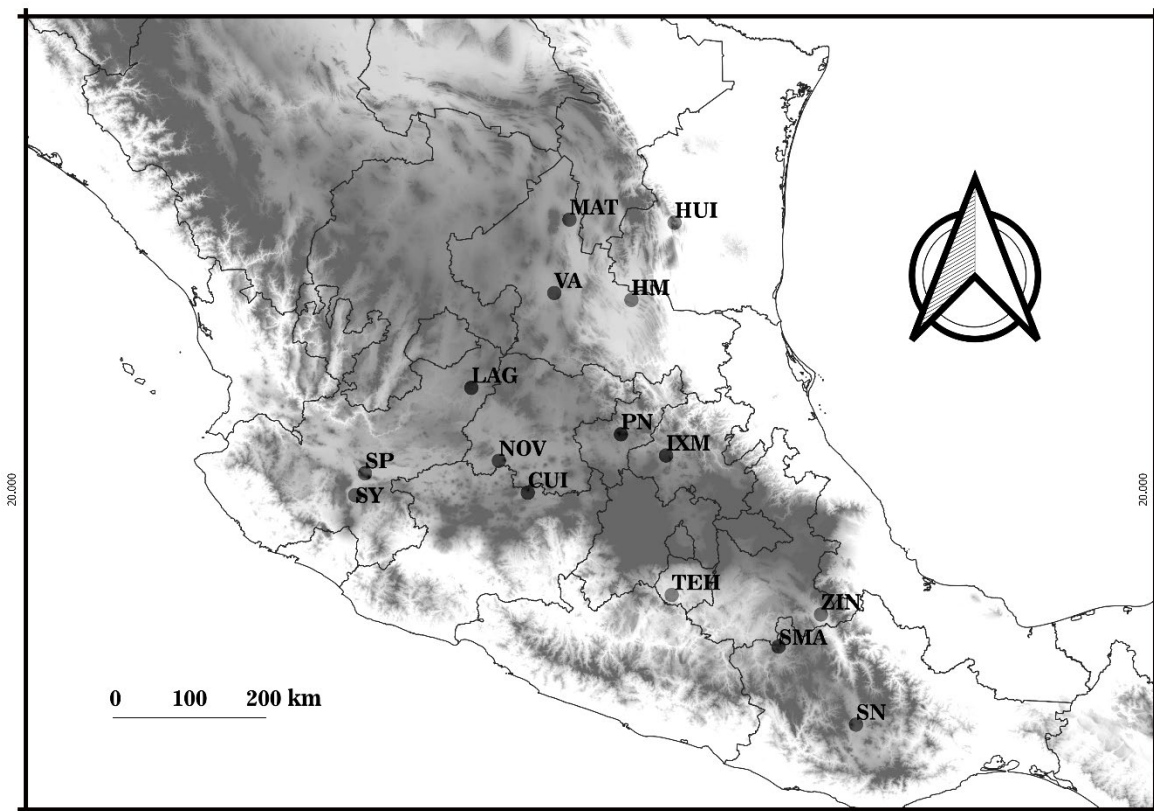 MAT
HUI
VA
HM
LAG
PN
NOV
IXM
SP
CUI
SY
20.000
20.000
TEH
ZIN
SMA
0 100 200 km
SN